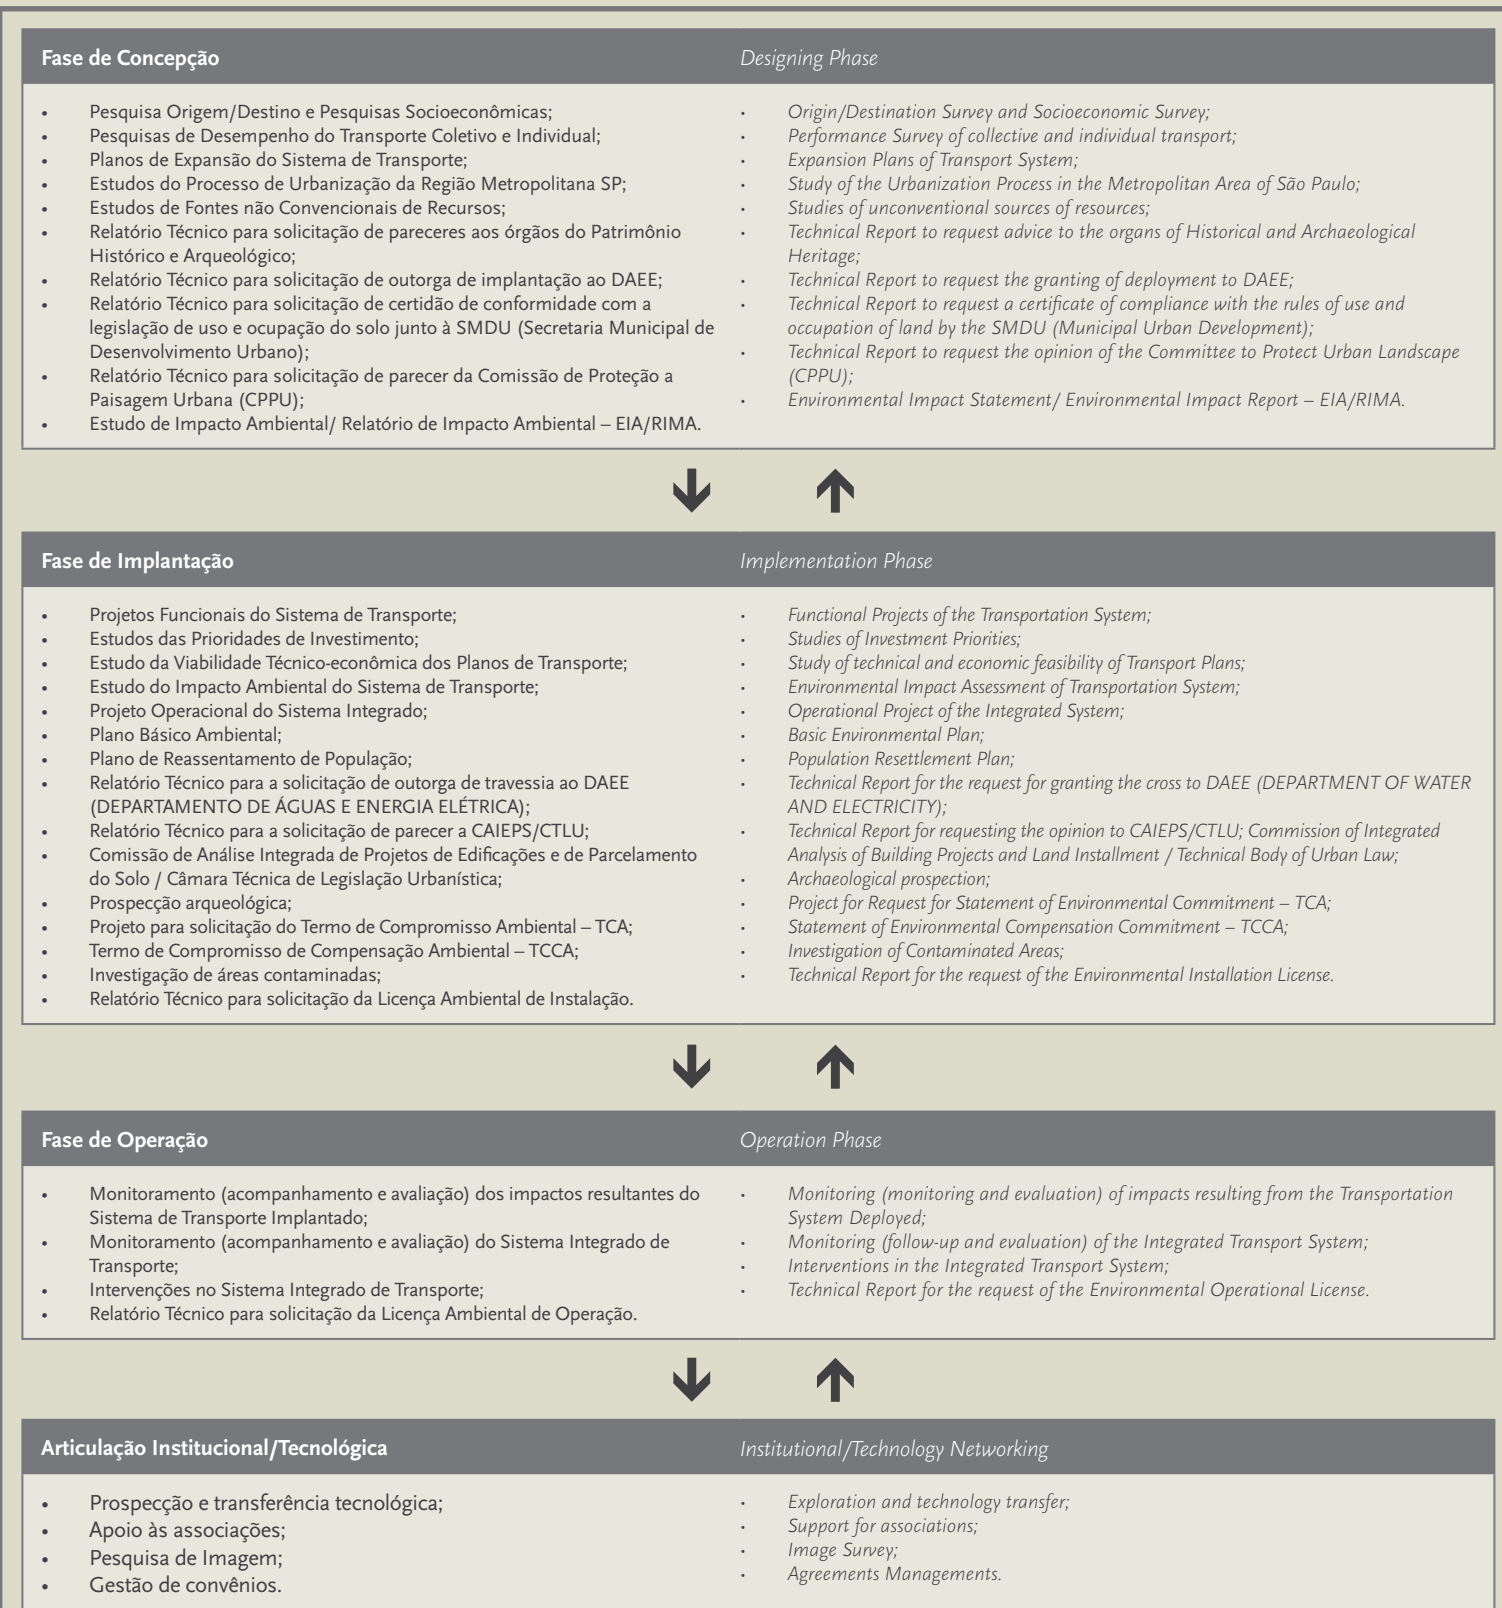 Fase de Concepção
• Pesquisa Origem/Destino e Pesquisas Socioeconômicas;
• Pesquisas de Desempenho do Transporte Coletivo e Individual;
• Planos de Expansão do Sistema de Transporte;
• Estudos do Processo de Urbanização da Região Metropolitana SP;
• Estudos de Fontes não Convencionais de Recursos;
• Relatório Técnico para solicitação de pareceres aos órgãos do Patrimônio
Histórico e Arqueológico;
• Relatório Técnico para solicitação de outorga de implantação ao DAEE;
• Relatório Técnico para solicitação de certidão de conformidade com a
legislação de uso e ocupação do solo junto à SMDU (Secretaria Municipal de
Desenvolvimento Urbano);
• Relatório Técnico para solicitação de parecer da Comissão de Proteção a
Paisagem Urbana (CPPU);
• Estudo de Impacto Ambiental/ Relatório de Impacto Ambiental – EIA/RIMA.
Designing Phase
• Origin/Destination Survey and Socioeconomic Survey;
• Performance Survey of collective and individual transport;
• Expansion Plans of Transport System;
• Study of the Urbanization Process in the Metropolitan Area of São Paulo;
• Studies of unconventional sources of resources;
• Technical Report to request advice to the organs of Historical and Archaeological
Heritage;
• Technical Report to request the granting of deployment to DAEE;
• Technical Report to request a certificate of compliance with the rules of use and
occupation of land by the SMDU (Municipal Urban Development);
• Technical Report to request the opinion of the Committee to Protect Urban Landscape
(CPPU);
• Environmental Impact Statement/ Environmental Impact Report – EIA/RIMA.
Fase de Implantação
• Projetos Funcionais do Sistema de Transporte;
• Estudos das Prioridades de Investimento;
• Estudo da Viabilidade Técnico-econômica dos Planos de Transporte;
• Estudo do Impacto Ambiental do Sistema de Transporte;
• Projeto Operacional do Sistema Integrado;
• Plano Básico Ambiental;
• Plano de Reassentamento de População;
• Relatório Técnico para a solicitação de outorga de travessia ao DAEE
(DEPARTAMENTO DE ÁGUAS E ENERGIA ELÉTRICA);
• Relatório Técnico para a solicitação de parecer a CAIEPS/CTLU;
• Comissão de Análise Integrada de Projetos de Edificações e de Parcelamento
do Solo / Câmara Técnica de Legislação Urbanística;
• Prospecção arqueológica;
• Projeto para solicitação do Termo de Compromisso Ambiental – TCA;
• Termo de Compromisso de Compensação Ambiental – TCCA;
• Investigação de áreas contaminadas;
• Relatório Técnico para solicitação da Licença Ambiental de Instalação.
Implementation Phase
• Functional Projects of the Transportation System;
• Studies of Investment Priorities;
• Study of technical and economic feasibility of Transport Plans;
• Environmental Impact Assessment of Transportation System;
• Operational Project of the Integrated System;
• Basic Environmental Plan;
• Population Resettlement Plan;
• Technical Report for the request for granting the cross to DAEE (DEPARTMENT OF WATER
AND ELECTRICITY);
• Technical Report for requesting the opinion to CAIEPS/CTLU; Commission of Integrated
Analysis of Building Projects and Land Installment / Technical Body of Urban Law;
• Archaeological prospection;
• Project for Request for Statement of Environmental Commitment – TCA;
• Statement of Environmental Compensation Commitment – TCCA;
• Investigation of Contaminated Areas;
• Technical Report for the request of the Environmental Installation License.
Fase de Operação
• Monitoramento (acompanhamento e avaliação) dos impactos resultantes do
Sistema de Transporte Implantado;
• Monitoramento (acompanhamento e avaliação) do Sistema Integrado de
Transporte;
• Intervenções no Sistema Integrado de Transporte;
• Relatório Técnico para solicitação da Licença Ambiental de Operação.
Operation Phase
• Monitoring (monitoring and evaluation) of impacts resulting from the Transportation
System Deployed;
• Monitoring (follow-up and evaluation) of the Integrated Transport System;
• Interventions in the Integrated Transport System;
• Technical Report for the request of the Environmental Operational License.
Articulação Institucional/Tecnológica
• Prospecção e transferência tecnológica;
• Apoio às associações;
• Pesquisa de Imagem;
• Gestão de convênios.
Institutional/Technology Networking
• Exploration and technology transfer;
• Support for associations;
• Image Survey;
• Agreements Managements.